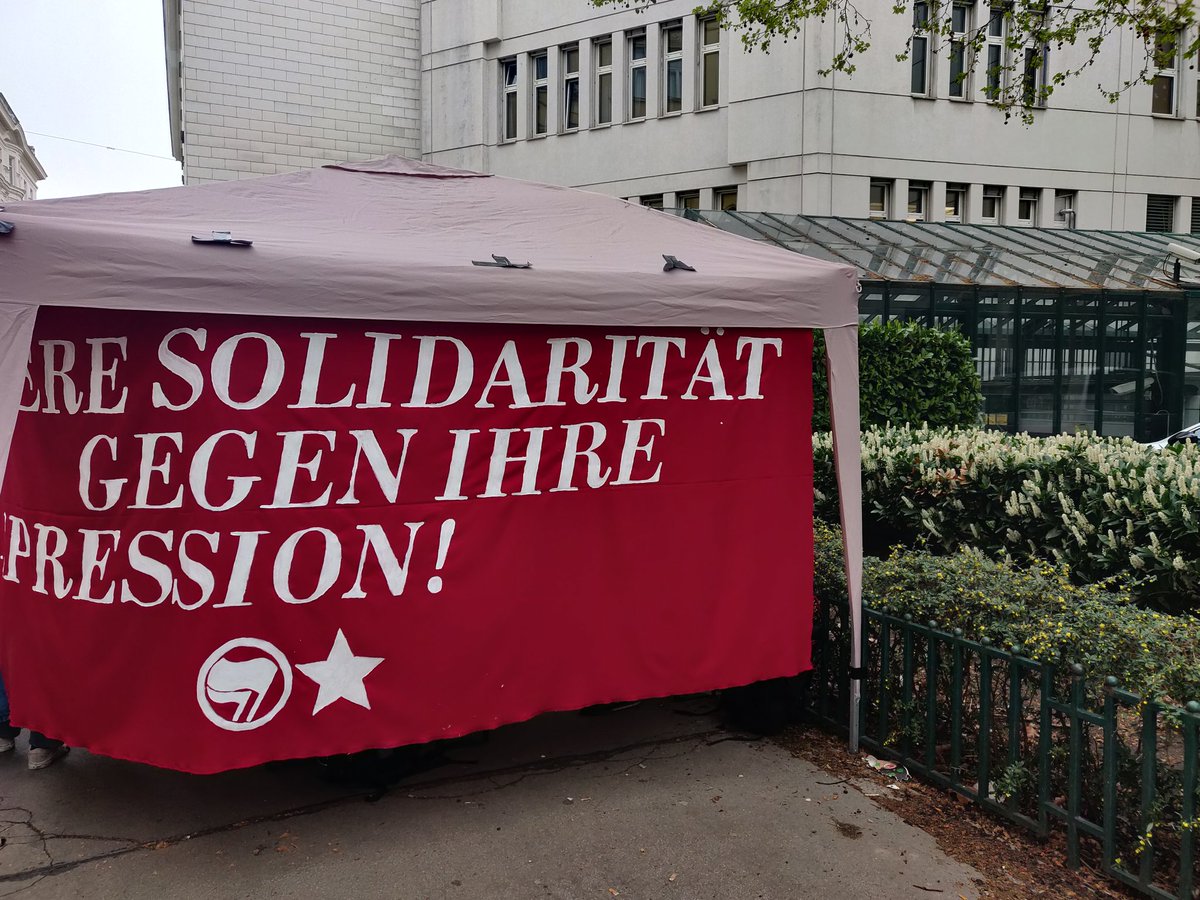 ERE SOLIDARITÄT
GEGEN IHRE
PRESSION!